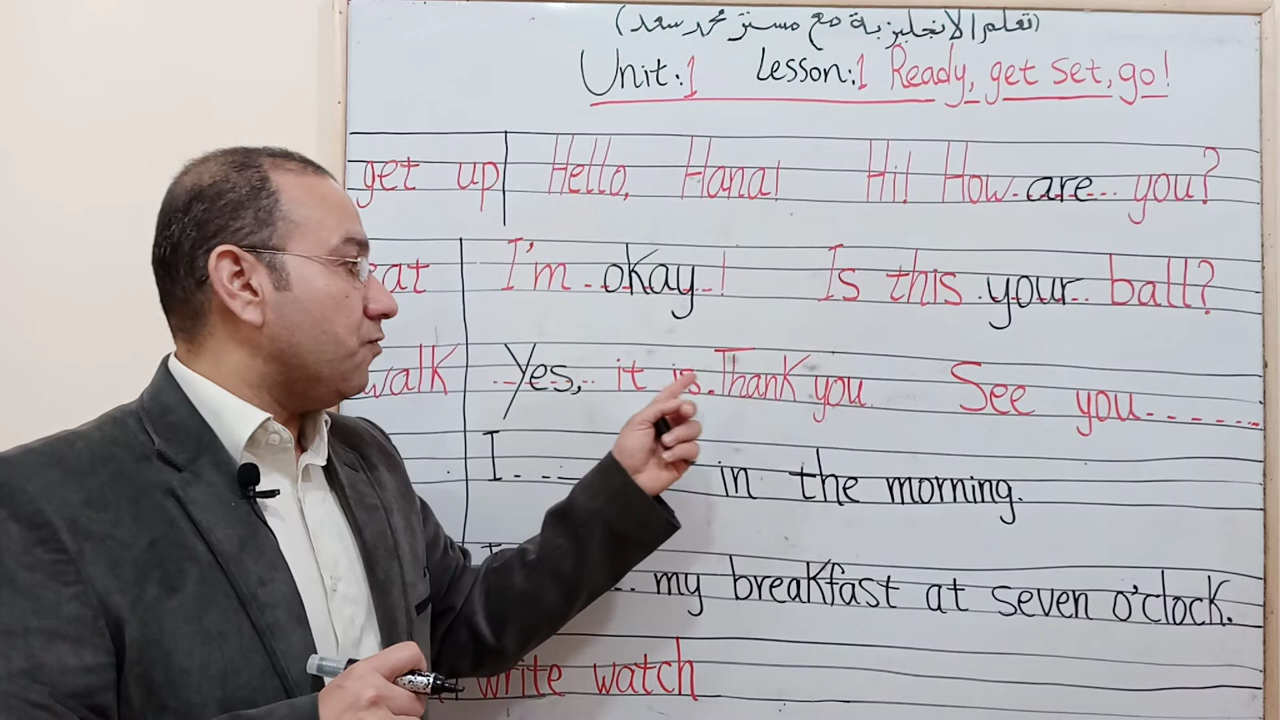 (تعلم الانجليزية مع مستر محمد سعد)
Unit:1 Lesson:1 Ready, get set, go!
get up Hello, Hana! Hi! How are you?
eat I'm okay! Is this your ball?
walk Yes, it is. Thank you. See you.......
I.... in the morning.
I .. my breakfast at seven o'clock.
write watch